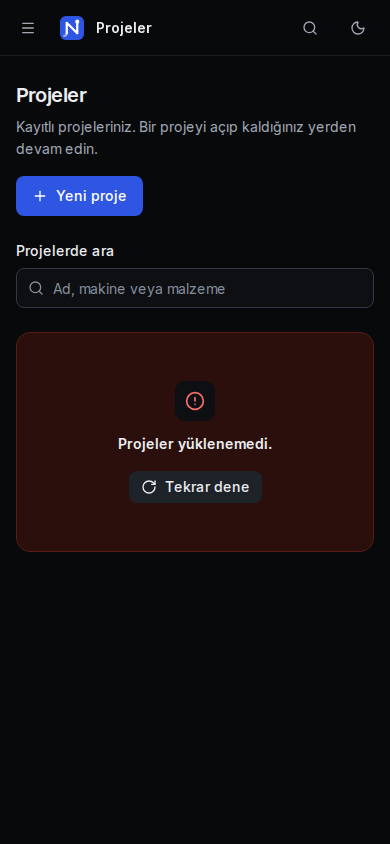 Projeler
Projeler
Kayıtlı projeleriniz. Bir projeyi açıp kaldığınız yerden
devam edin.
Yeni proje
Projelerde ara
Ad, makine veya malzeme
Projeler yüklenemedi.
Tekrar dene